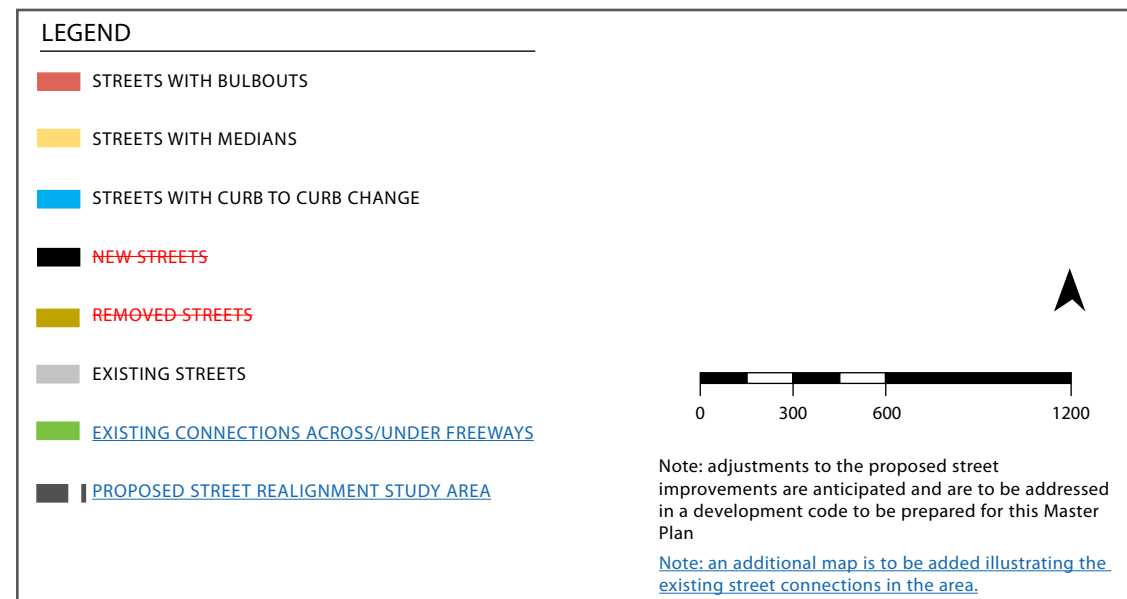 LEGEND
STREETS WITH BULBOUTS
STREETS WITH MEDIANS
STREETS WITH CURB TO CURB CHANGE
NEW STREETS
REMOVED STREETS
EXISTING STREETS
EXISTING CONNECTIONS ACROSS/UNDER FREEWAYS
PROPOSED STREET REALIGNMENT STUDY AREA
0 300 600 1200
Note: adjustments to the proposed street
improvements are anticipated and are to be addressed
in a development code to be prepared for this Master
Plan
Note: an additional map is to be added illustrating the
existing street connections in the area.